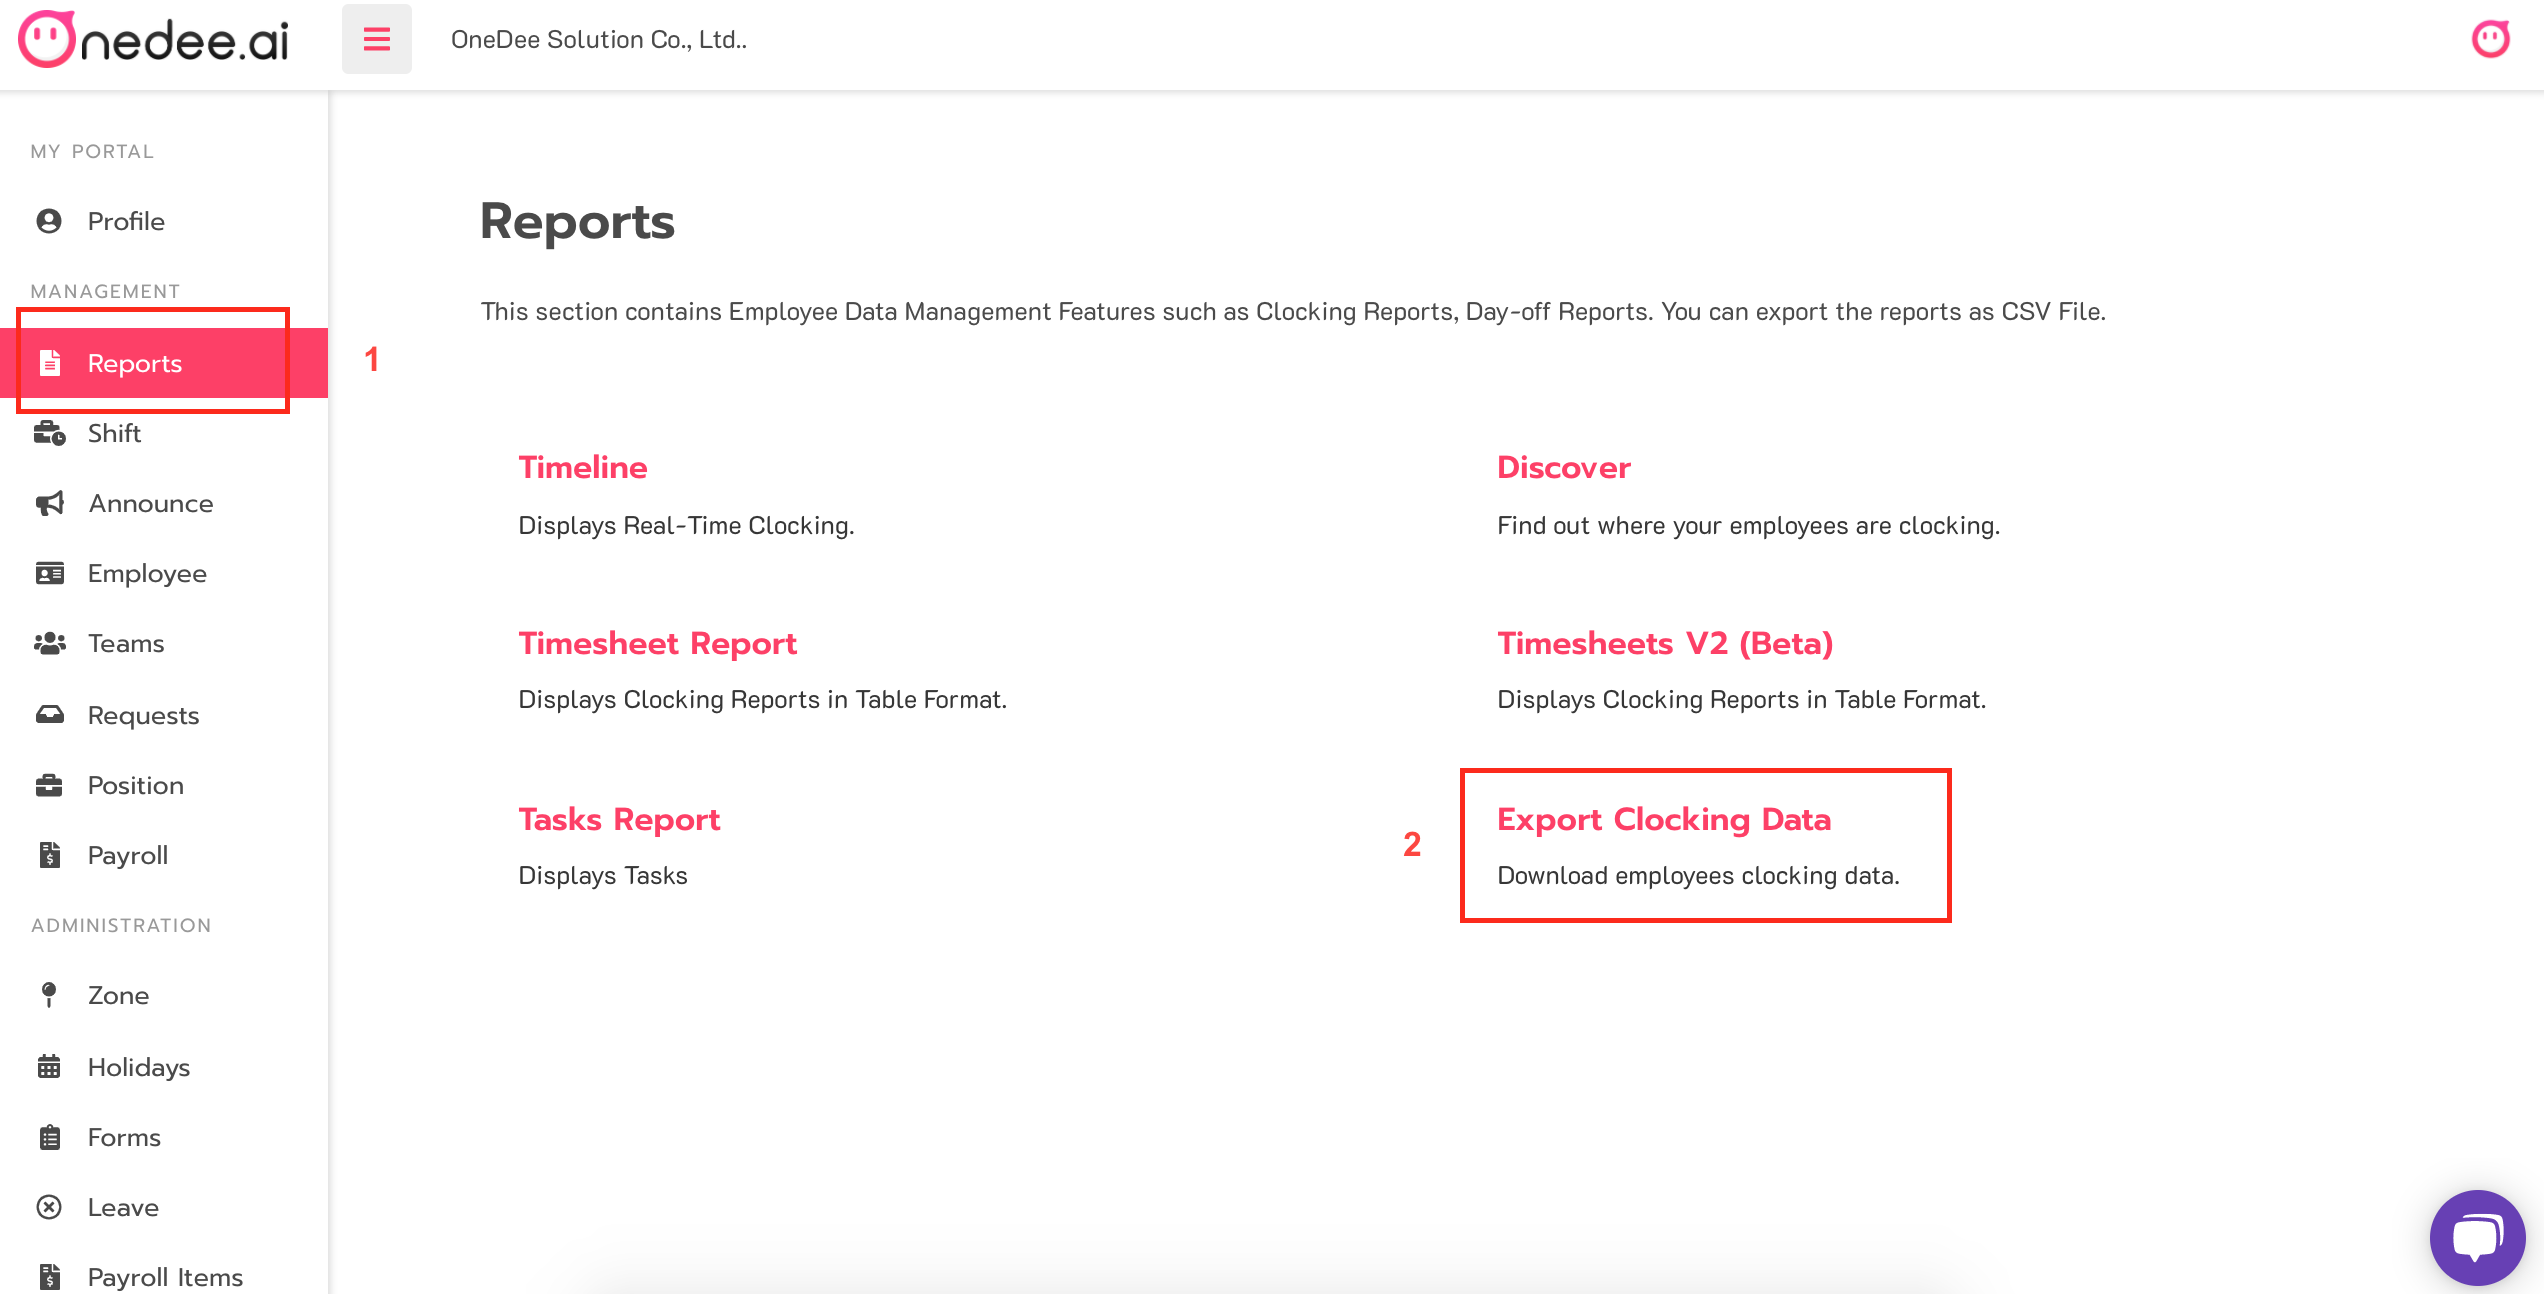 Onedee.ai
OneDee Solution Co., Ltd..
MY PORTAL
Profile
MANAGEMENT
Reports
Shift
Announce
Employee
Teams
Requests
Position
Payroll
ADMINISTRATION
Zone
Holidays
Forms
Leave
Payroll Items
1
Reports
This section contains Employee Data Management Features such as Clocking Reports, Day-off Reports. You can export the reports as CSV File.
Timeline
Displays Real-Time Clocking.
Discover
Find out where your employees are clocking.
Timesheet Report
Displays Clocking Reports in Table Format.
Timesheets V2 (Beta)
Displays Clocking Reports in Table Format.
Tasks Report
Displays Tasks
2
Export Clocking Data
Download employees clocking data.